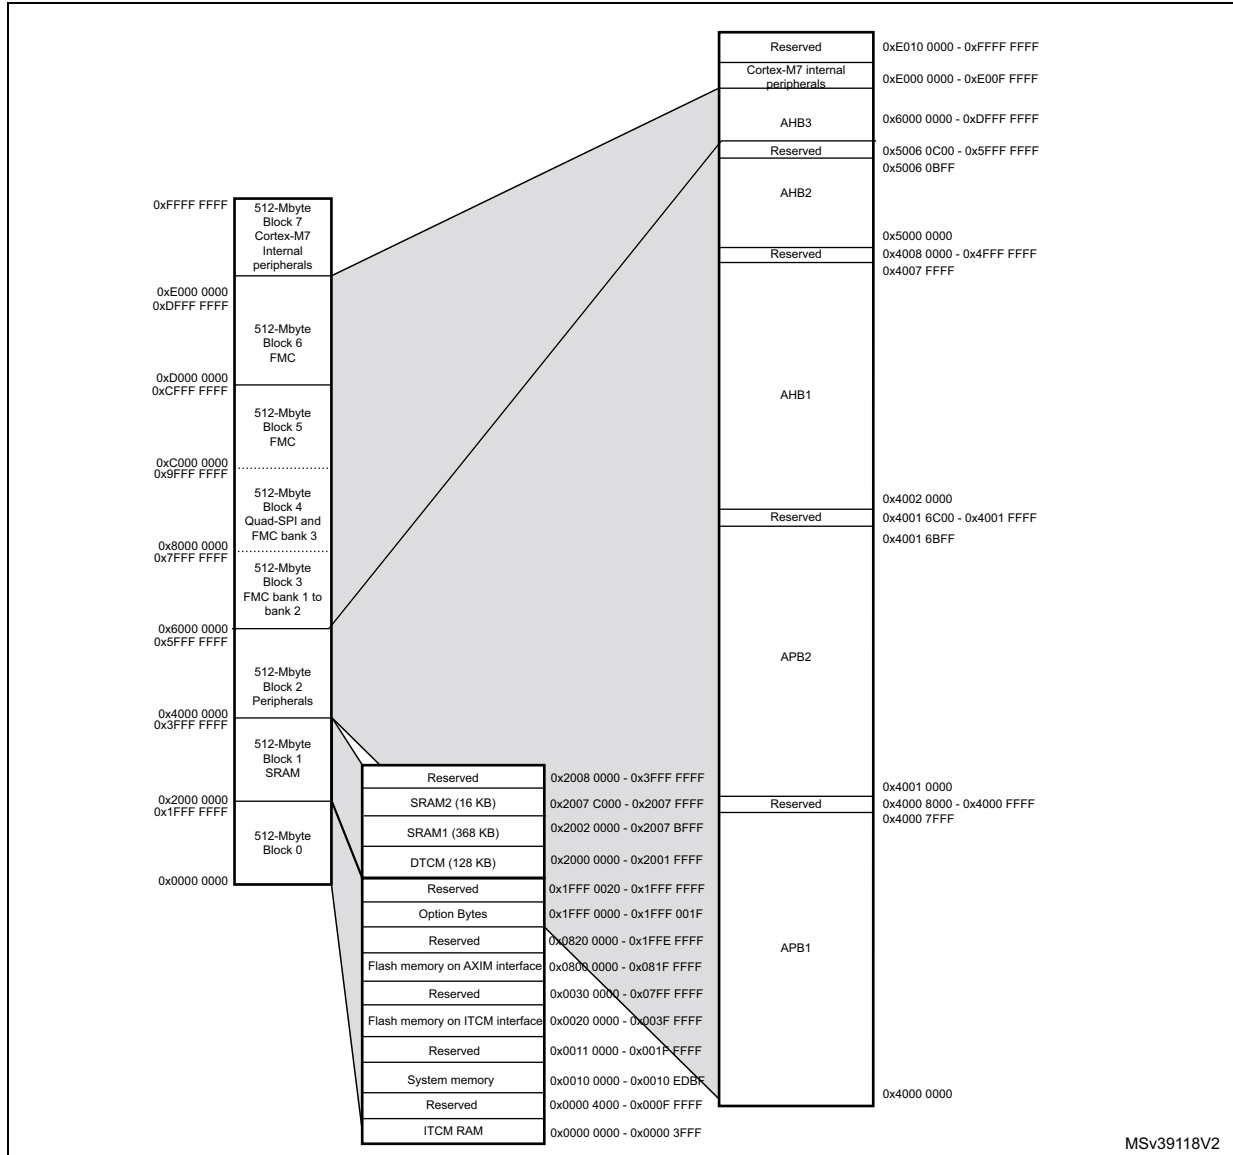 0xFFFF FFFF
512-Mbyte
Block 7
Cortex-M7
Internal
peripherals
0xE000 0000
0xDFFF FFFF
512-Mbyte
Block 6
FMC
0xD000 0000
0xCFFF FFFF
512-Mbyte
Block 5
FMC
0xC000 0000
0x9FFF FFFF
512-Mbyte
Block 4
Quad-SPI and
FMC bank 3
0x8000 0000
0x7FFF FFFF
512-Mbyte
Block 3
FMC bank 1 to
bank 2
0x6000 0000
0x5FFF FFFF
512-Mbyte
Block 2
Peripherals
0x4000 0000
0x3FFF FFFF
512-Mbyte
Block 1
SRAM
0x2000 0000
0x1FFF FFFF
512-Mbyte
Block 0
0x0000 0000
Reserved 0x2008 0000 - 0x3FFF FFFF
SRAM2 (16 KB) 0x2007 C000 - 0x2007 FFFF
SRAM1 (368 KB) 0x2002 0000 - 0x2007 BFFF
DTCM (128 KB) 0x2000 0000 - 0x2001 FFFF
Reserved 0x1FFF 0020 - 0x1FFF FFFF
Option Bytes 0x1FFF 0000 - 0x1FFF 001F
Reserved 0x0820 0000 - 0x1FFE FFFF
Flash memory on AXIM interface 0x0800 0000 - 0x081F FFFF
Reserved 0x0030 0000 - 0x07FF FFFF
Flash memory on ITCM interface 0x0020 0000 - 0x003F FFFF
Reserved 0x0011 0000 - 0x001F FFFF
System memory 0x0010 0000 - 0x0010 EDBF
Reserved 0x0000 4000 - 0x000F FFFF
ITCM RAM 0x0000 0000 - 0x0000 3FFF
Reserved 0xE010 0000 - 0xFFFF FFFF
Cortex-M7 internal
peripherals 0xE000 0000 - 0xE00F FFFF
AHB3 0x6000 0000 - 0xDFFF FFFF
Reserved 0x5006 0C00 - 0x5FFF FFFF
0x5006 0BFF
AHB2
0x5000 0000
Reserved 0x4008 0000 - 0x4FFF FFFF
0x4007 FFFF
AHB1
0x4002 0000
Reserved 0x4001 6C00 - 0x4001 FFFF
0x4001 6BFF
APB2
0x4001 0000
Reserved 0x4000 8000 - 0x4000 FFFF
0x4000 7FFF
APB1
0x4000 0000
MSv39118V2